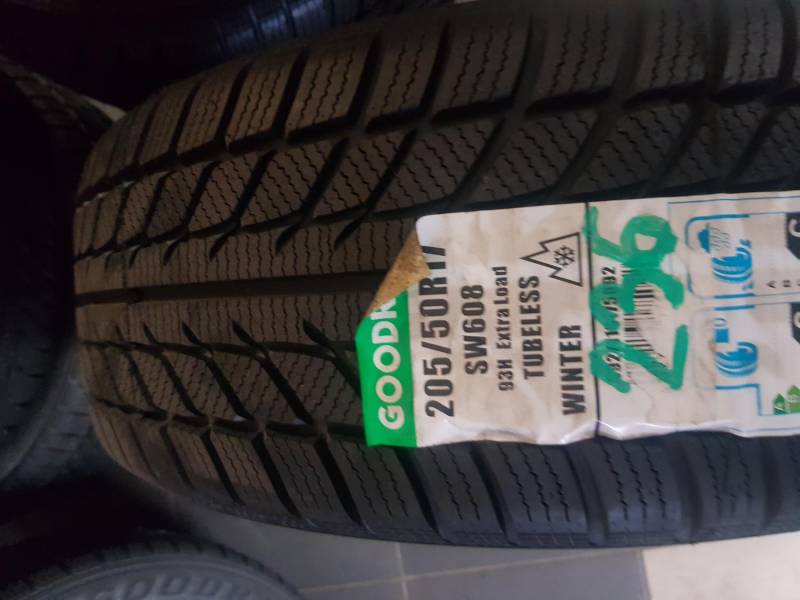 GOODR
205/50R17
SW608
93H Extra Load
TUBELESS
WINTER
236